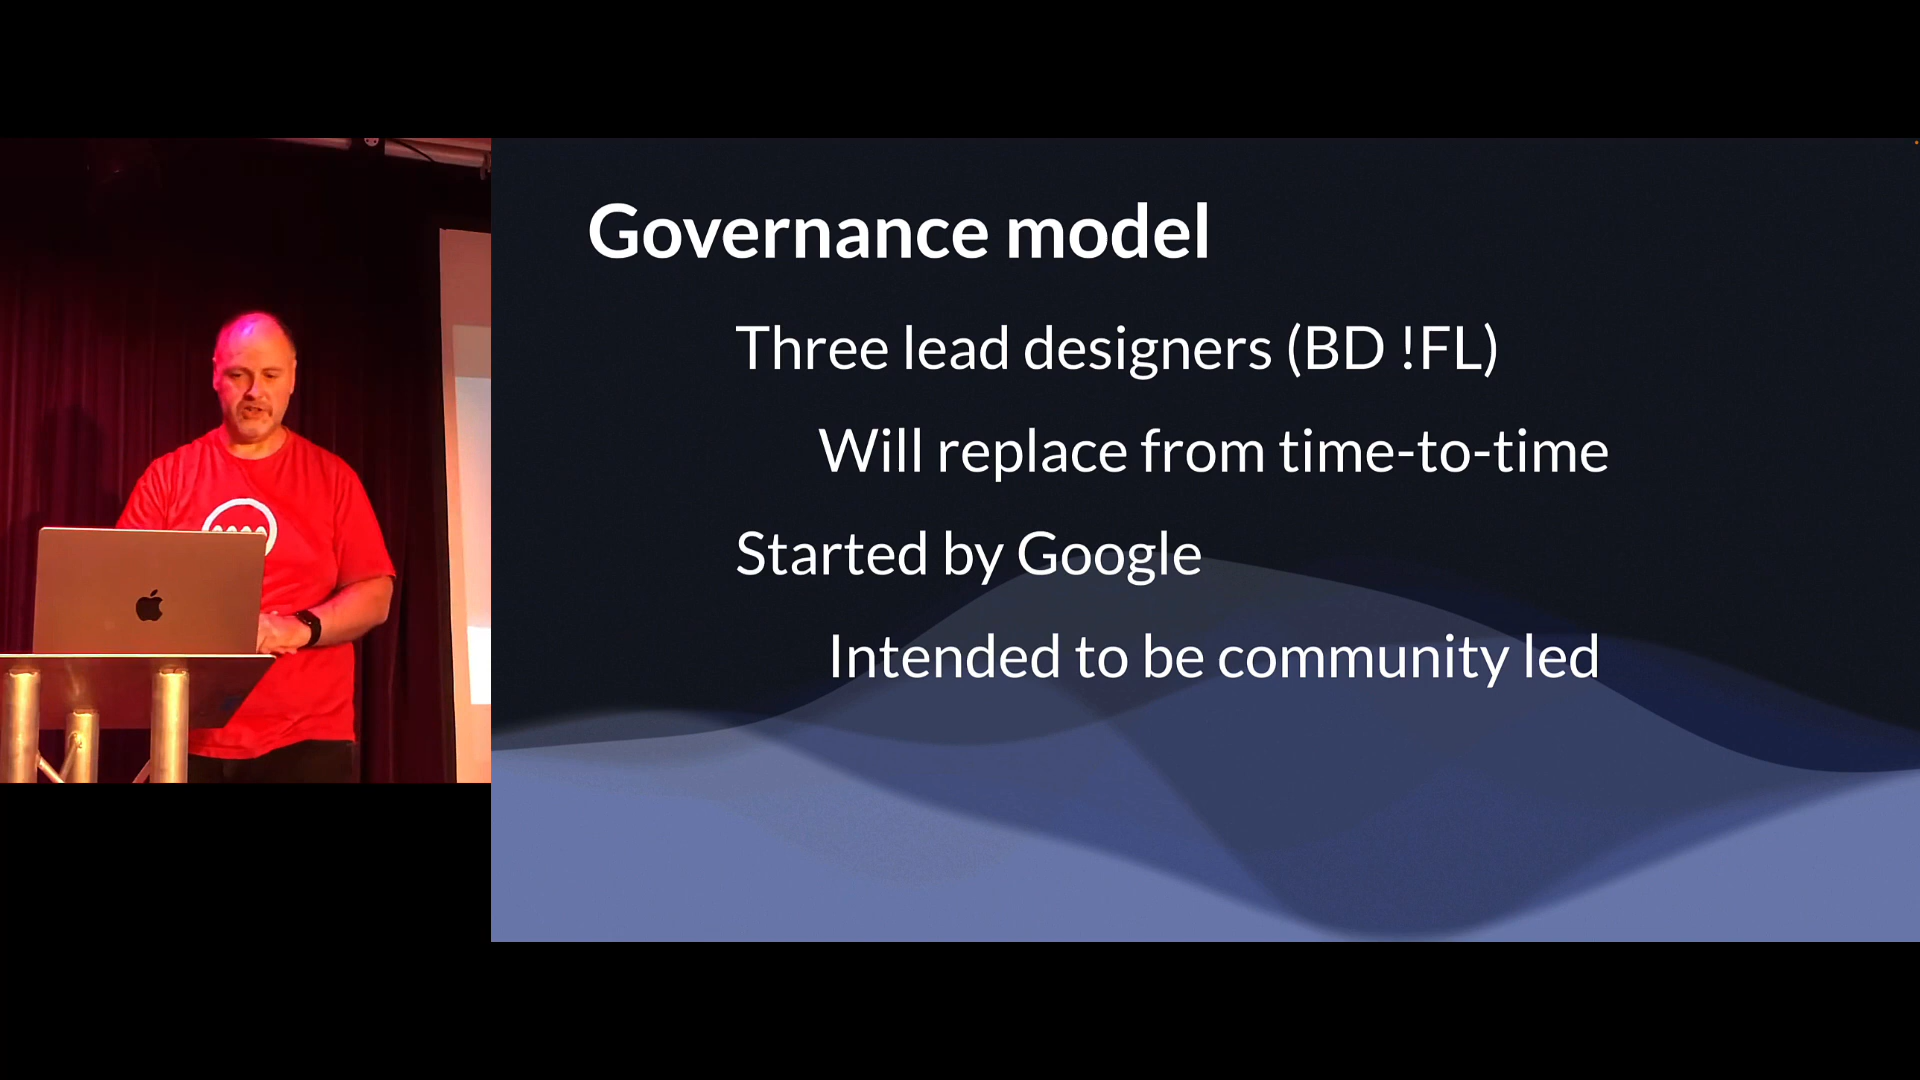 Governance model
Three lead designers (BD !FL)
Will replace from time-to-time
Started by Google
Intended to be community led